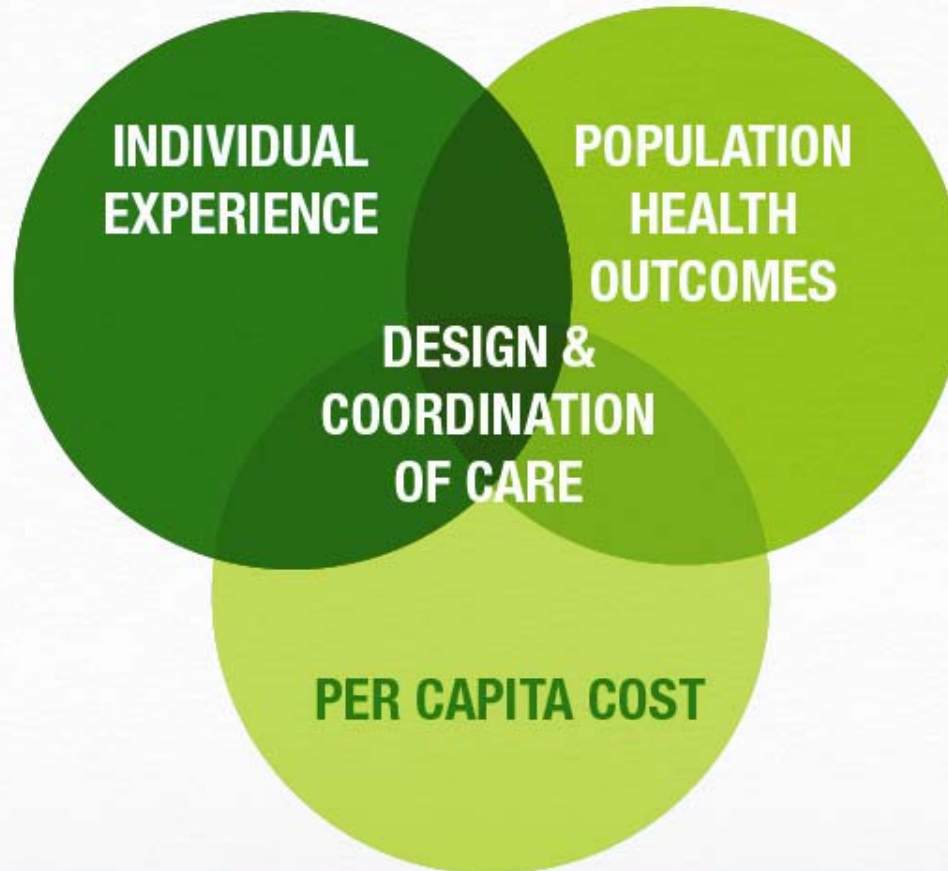 INDIVIDUAL
EXPERIENCE
POPULATION
HEALTH
OUTCOMES
DESIGN &
COORDINATION
OF CARE
PER CAPITA COST